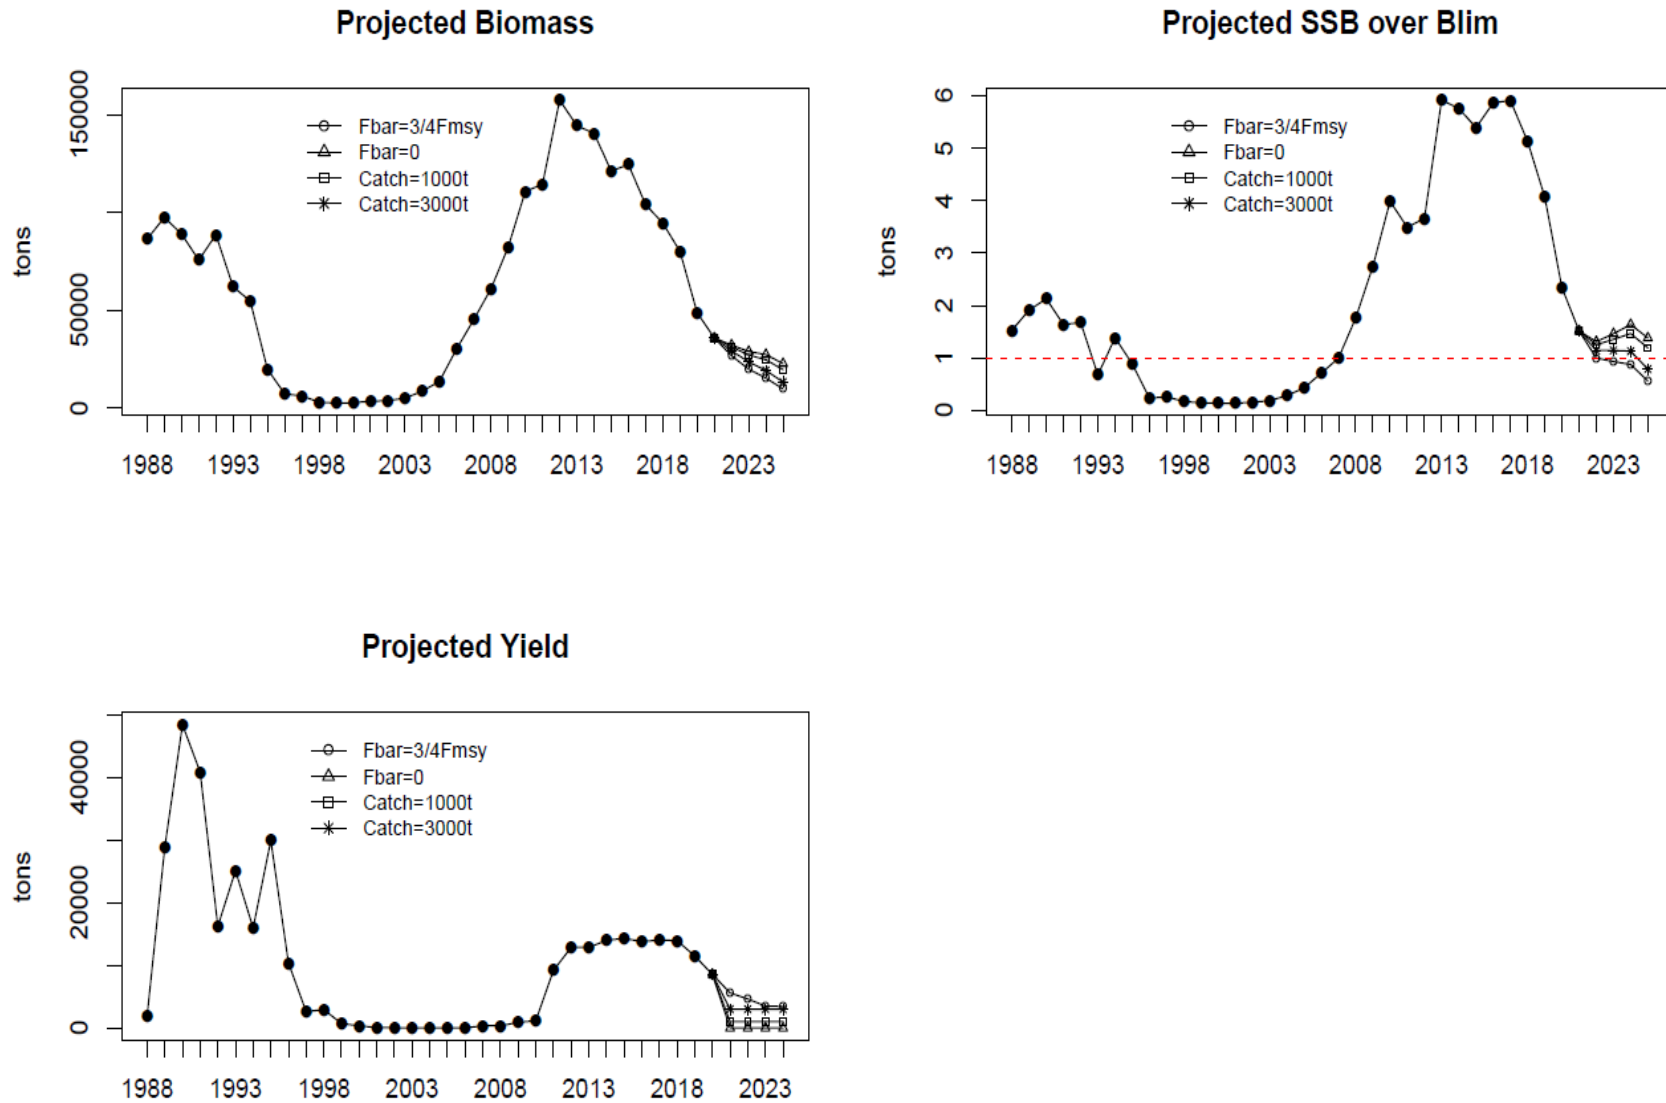 Projected Biomass
tons
150000
50000
0
Fbar=3/4Fmsy
Fbar=0
Catch=1000t
Catch=3000t
1988 1993 1998 2003 2008 2013 2018 2023
Projected SSB over Blim
tons
6
5
4
3
2
1
0
Fbar=3/4Fmsy
Fbar=0
Catch=1000t
Catch=3000t
1988 1993 1998 2003 2008 2013 2018 2023
Projected Yield
tons
40000
20000
0
Fbar=3/4Fmsy
Fbar=0
Catch=1000t
Catch=3000t
1988 1993 1998 2003 2008 2013 2018 2023